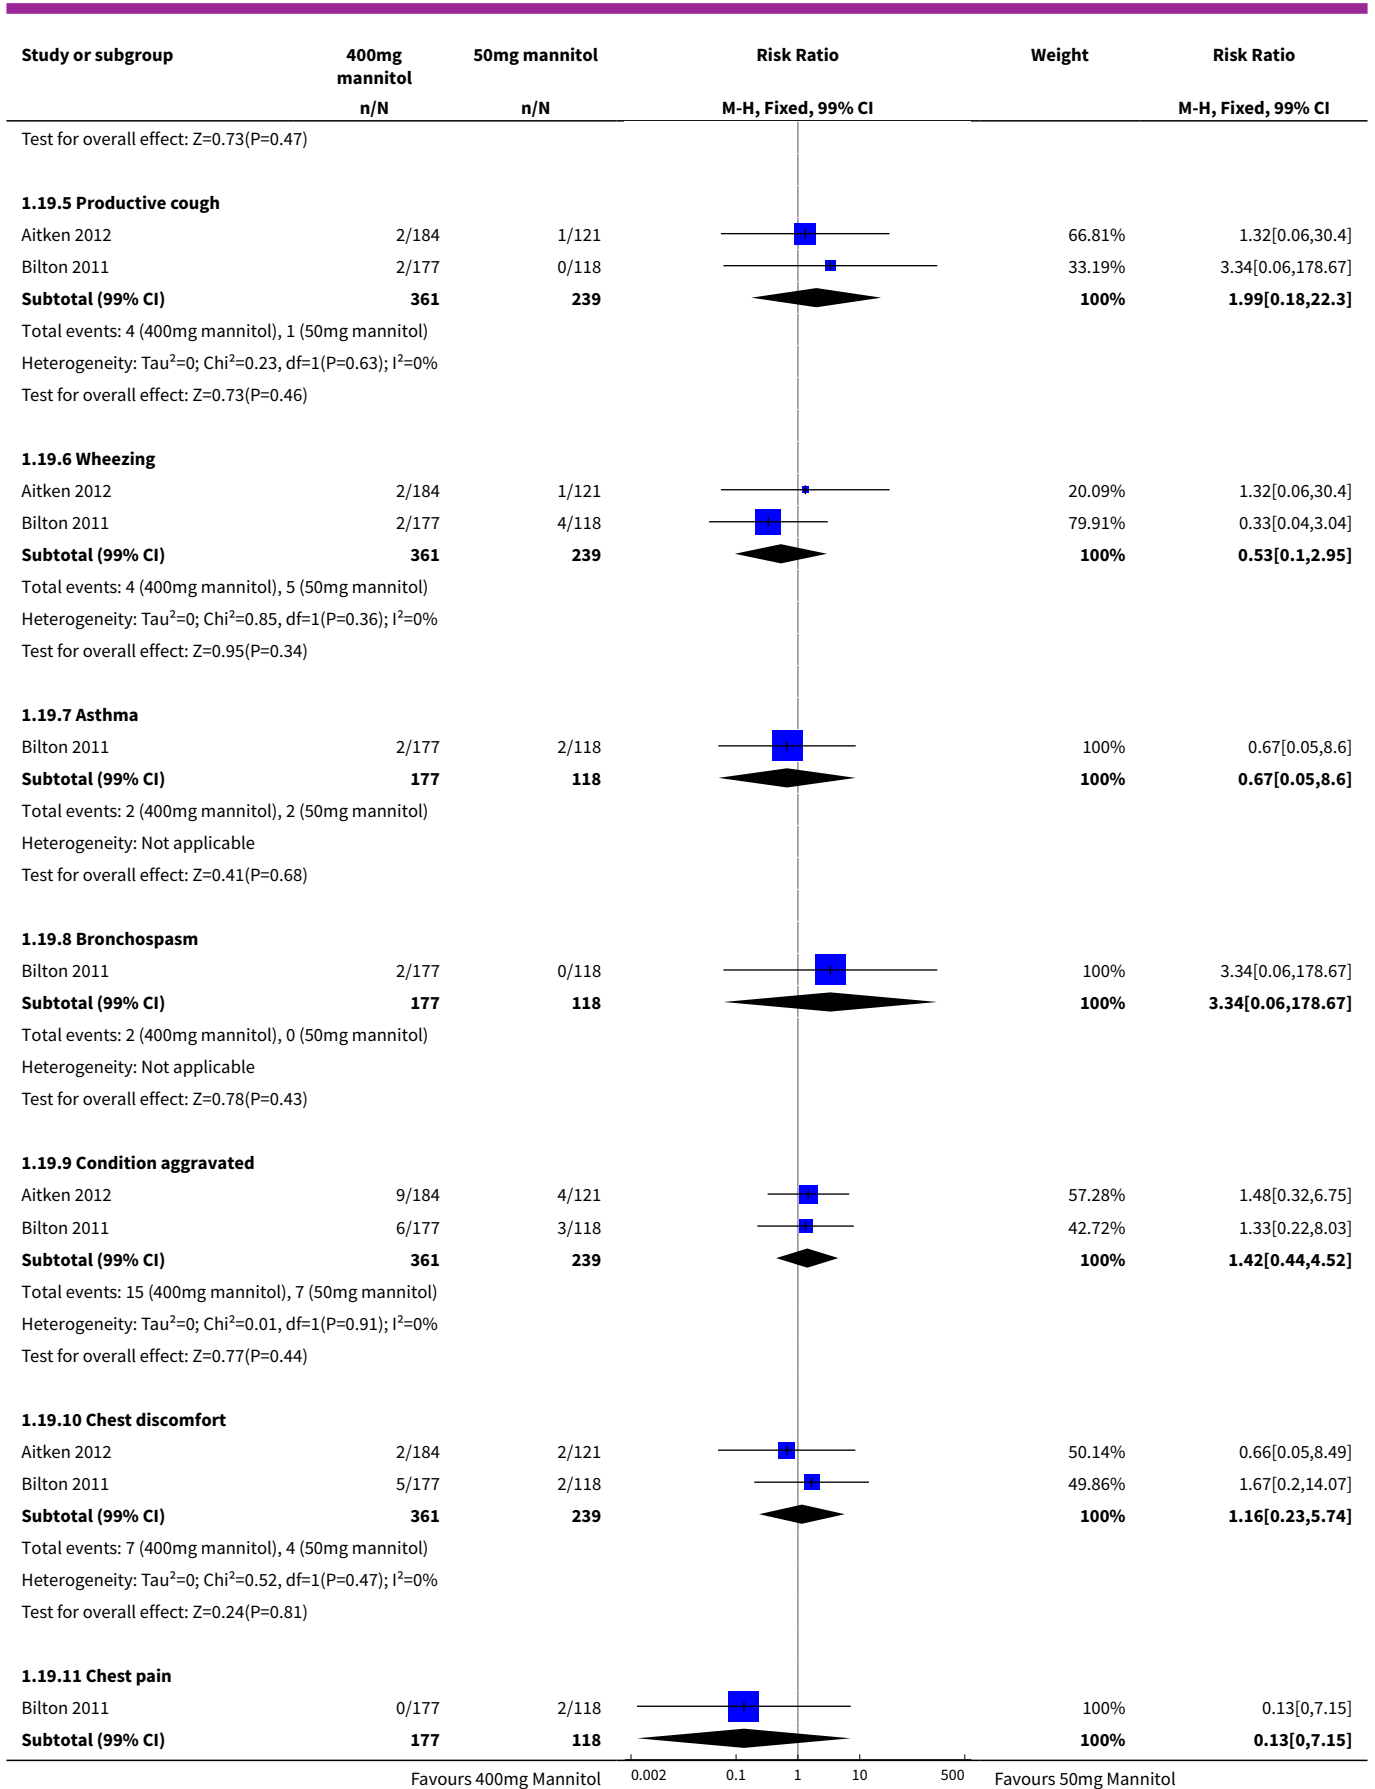 Study or subgroup 400mg mannitol 50mg mannitol Risk Ratio Weight Risk Ratio
n/N n/N M-H, Fixed, 99% CI M-H, Fixed, 99% CI
Test for overall effect: Z=0.73(P=0.47)
1.19.5 Productive cough
Aitken 2012 2/184 1/121 66.81% 1.32[0.06,30.4]
Bilton 2011 2/177 0/118 33.19% 3.34[0.06,178.67]
Subtotal (99% CI) 361 239 100% 1.99[0.18,22.3]
Total events: 4 (400mg mannitol), 1 (50mg mannitol)
Heterogeneity: Tau²=0; Chi²=0.23, df=1(P=0.63); I²=0%
Test for overall effect: Z=0.73(P=0.46)
1.19.6 Wheezing
Aitken 2012 2/184 1/121 20.09% 1.32[0.06,30.4]
Bilton 2011 2/177 4/118 79.91% 0.33[0.04,3.04]
Subtotal (99% CI) 361 239 100% 0.53[0.1,2.95]
Total events: 4 (400mg mannitol), 5 (50mg mannitol)
Heterogeneity: Tau²=0; Chi²=0.85, df=1(P=0.36); I²=0%
Test for overall effect: Z=0.95(P=0.34)
1.19.7 Asthma
Bilton 2011 2/177 2/118 100% 0.67[0.05,8.6]
Subtotal (99% CI) 177 118 100% 0.67[0.05,8.6]
Total events: 2 (400mg mannitol), 2 (50mg mannitol)
Heterogeneity: Not applicable
Test for overall effect: Z=0.41(P=0.68)
1.19.8 Bronchospasm
Bilton 2011 2/177 0/118 100% 3.34[0.06,178.67]
Subtotal (99% CI) 177 118 100% 3.34[0.06,178.67]
Total events: 2 (400mg mannitol), 0 (50mg mannitol)
Heterogeneity: Not applicable
Test for overall effect: Z=0.78(P=0.43)
1.19.9 Condition aggravated
Aitken 2012 9/184 4/121 57.28% 1.48[0.32,6.75]
Bilton 2011 6/177 3/118 42.72% 1.33[0.22,8.03]
Subtotal (99% CI) 361 239 100% 1.42[0.44,4.52]
Total events: 15 (400mg mannitol), 7 (50mg mannitol)
Heterogeneity: Tau²=0; Chi²=0.01, df=1(P=0.91); I²=0%
Test for overall effect: Z=0.77(P=0.44)
1.19.10 Chest discomfort
Aitken 2012 2/184 2/121 50.14% 0.66[0.05,8.49]
Bilton 2011 5/177 2/118 49.86% 1.67[0.2,14.07]
Subtotal (99% CI) 361 239 100% 1.16[0.23,5.74]
Total events: 7 (400mg mannitol), 4 (50mg mannitol)
Heterogeneity: Tau²=0; Chi²=0.52, df=1(P=0.47); I²=0%
Test for overall effect: Z=0.24(P=0.81)
1.19.11 Chest pain
Bilton 2011 0/177 2/118 100% 0.13[0,7.15]
Subtotal (99% CI) 177 118 100% 0.13[0,7.15]
Favours 400mg Mannitol 0.002 0.1 1 10 500 Favours 50mg Mannitol